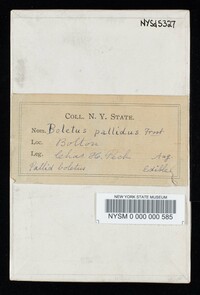 NYS45327
COLL. N. Y. STATE.
Nom. Boletus pallidus Frost
Loc. Bolton
Leg. Chas. H. Peck Aug
Pallid boletus Edible
NEW YORK STATE MUSEUM
NYSM 0 000 000 585